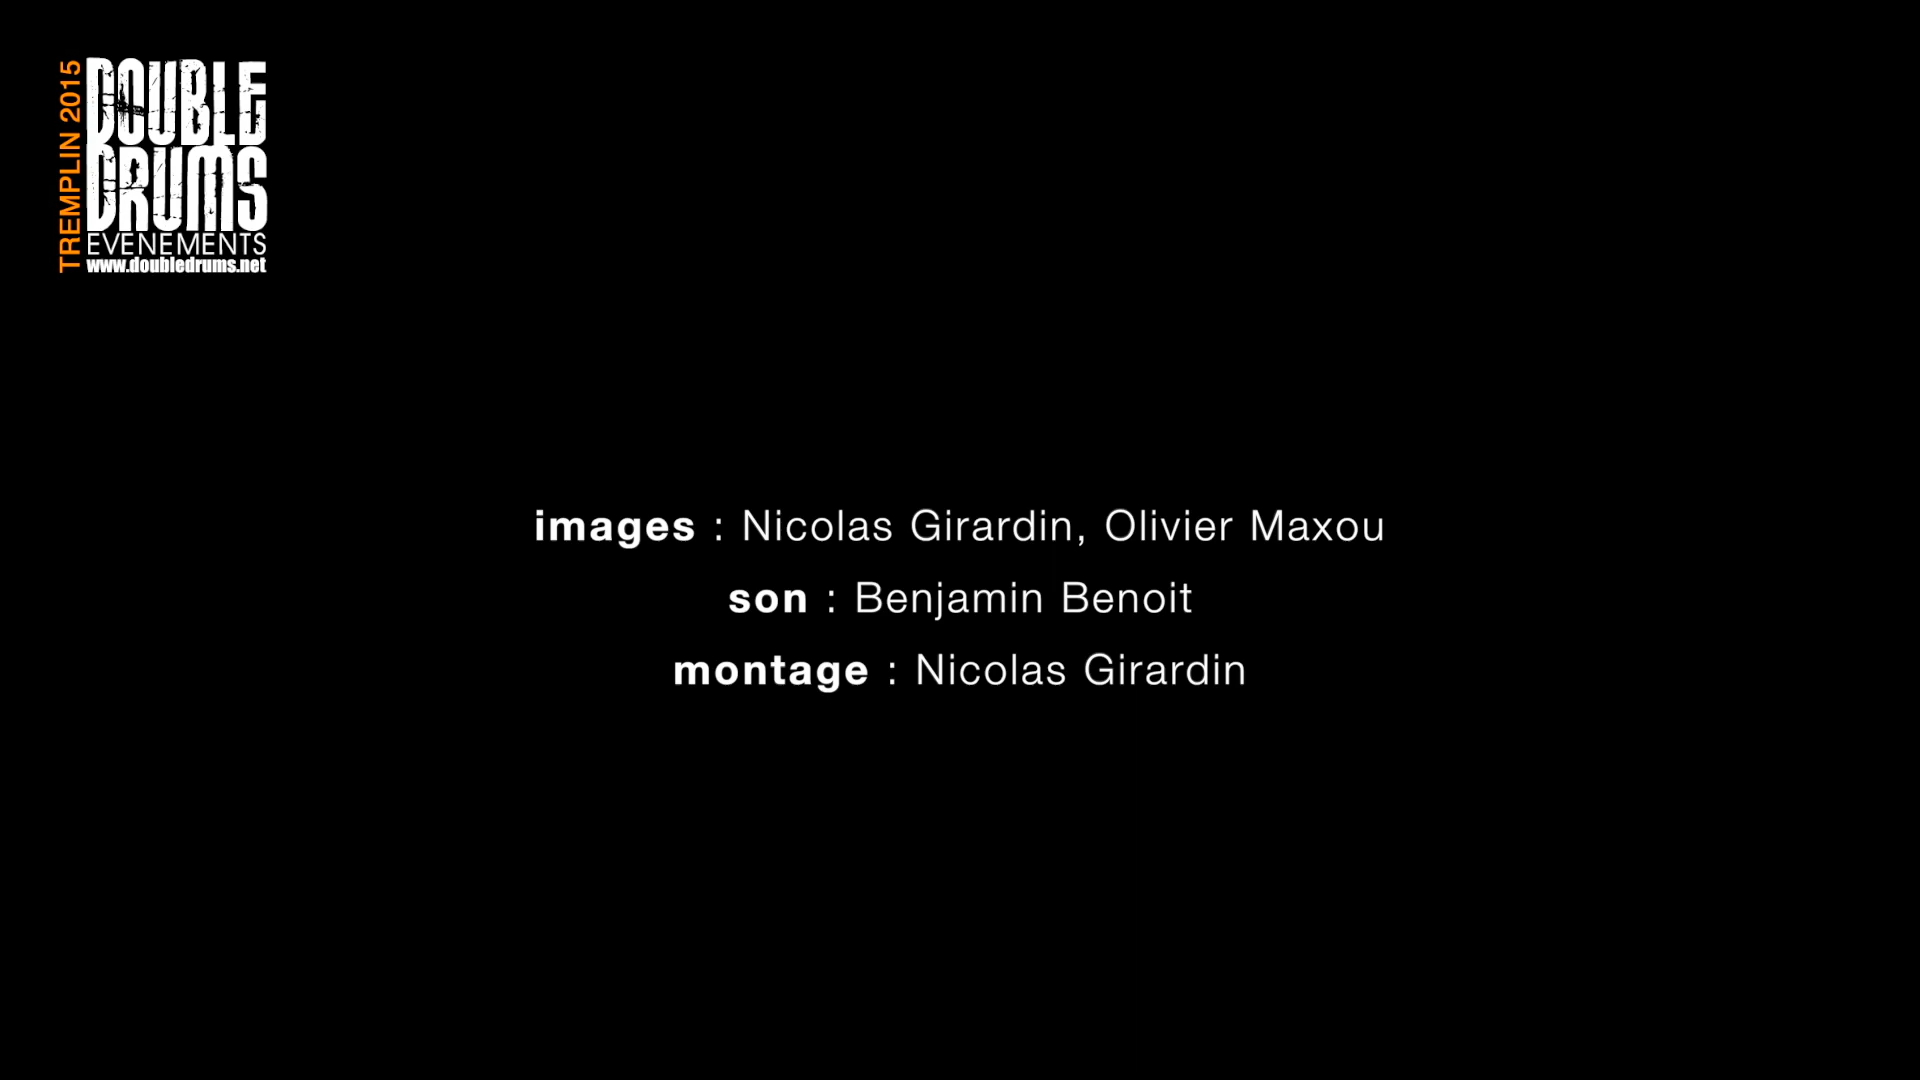 TREMPLIN 2015
DOUBLE
DRUMS
EVENEMENTS
www.doubledrums.net
images : Nicolas Girardin, Olivier Maxou
son : Benjamin Benoit
montage : Nicolas Girardin